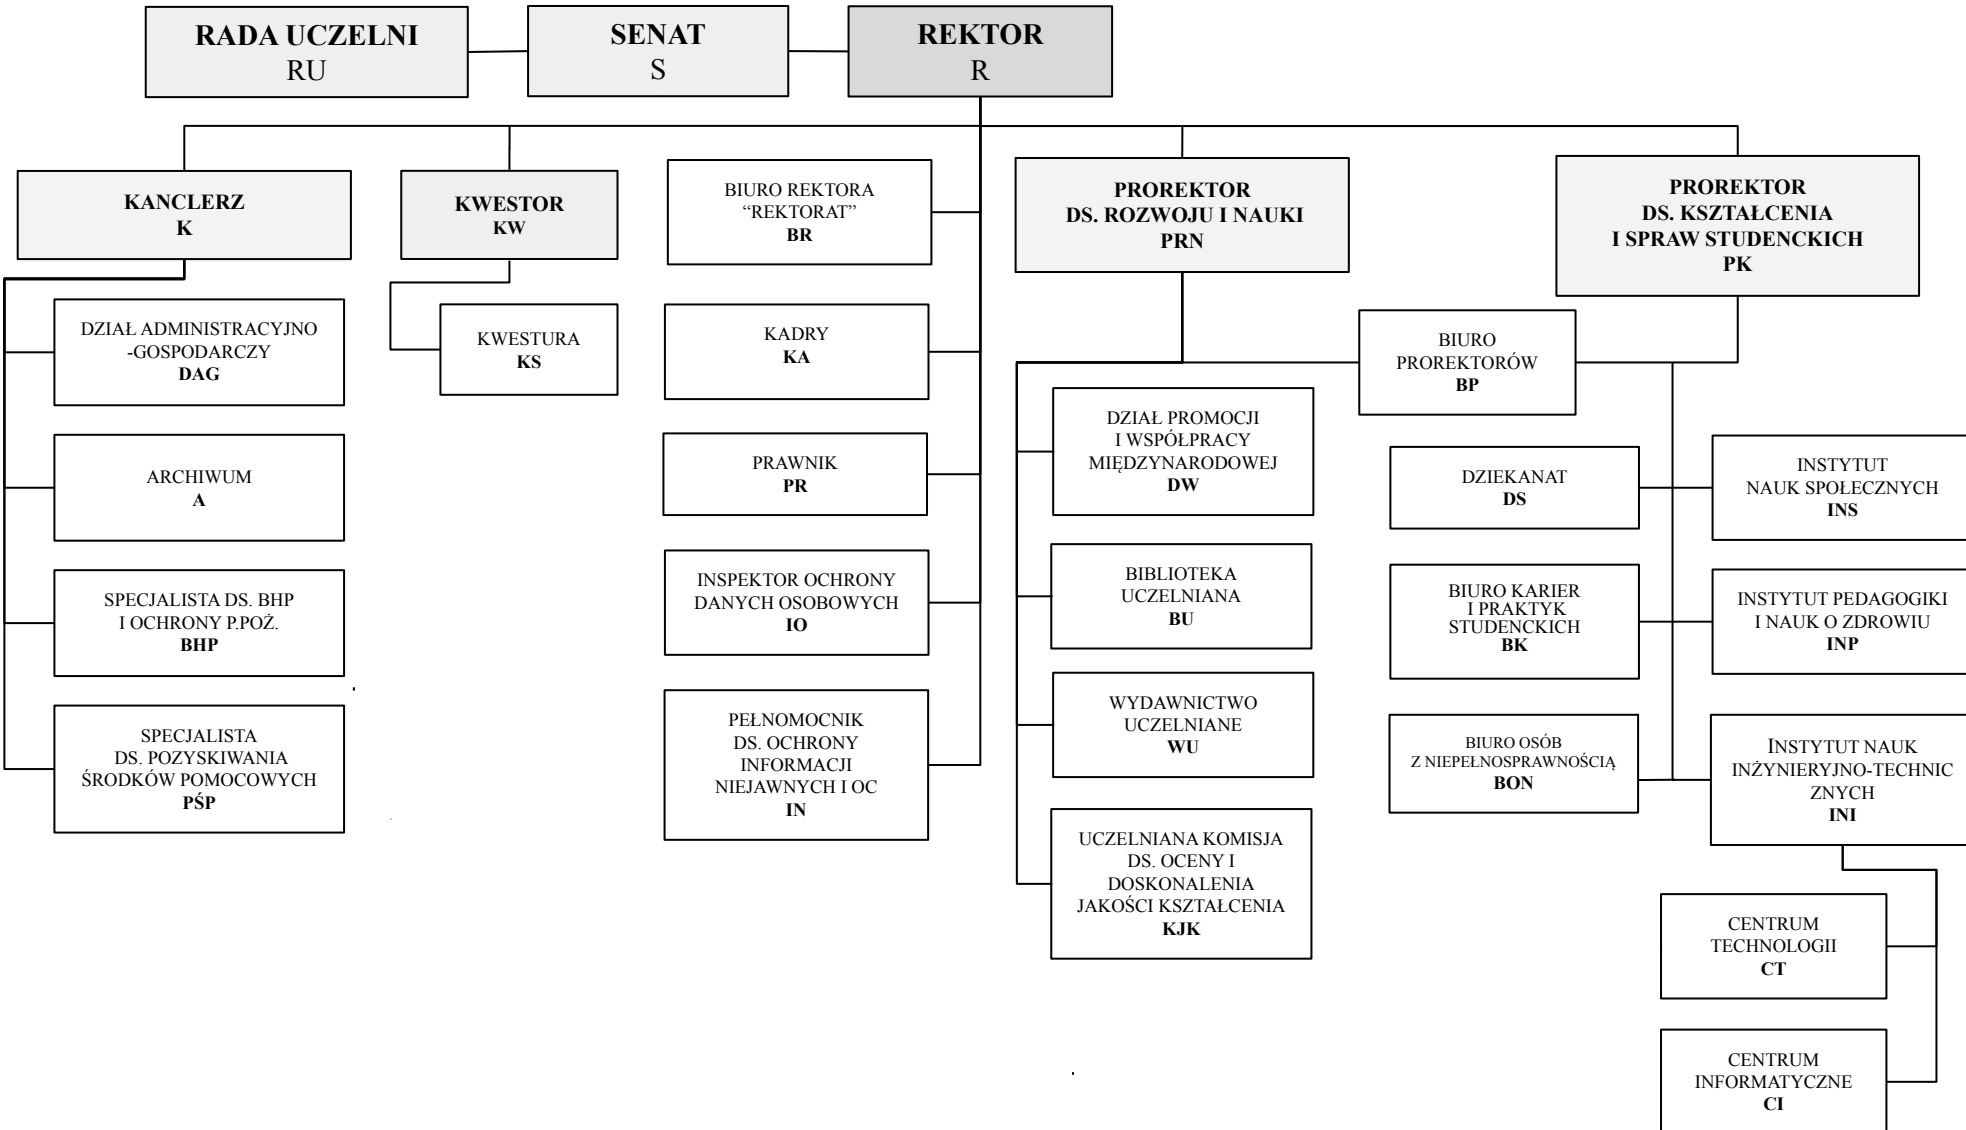 RADA UCZELNI
RU
SENAT
S
REKTOR
R
KANCLERZ
K
KWESTOR
KW
BIURO REKTORA
“REKTORAT”
BR
PROREKTOR
DS. ROZWOJU I NAUKI
PRN
PROREKTOR
DS. KSZTAŁCENIA
I SPRAW STUDENCKICH
PK
DZIAŁ ADMINISTRACYJNO
-GOSPODARCZY
DAG
KWESTURA
KS
KADRY
KA
BIURO
PROREKTORÓW
BP
ARCHIWUM
A
PRAWNIK
PR
DZIAŁ PROMOCJI
I WSPÓŁPRACY
MIĘDZYNARODOWEJ
DW
DZIEKANAT
DS
INSTYTUT
NAUK SPOŁECZNYCH
INS
SPECJALISTA DS. BHP
I OCHRONY P.POŻ.
BHP
INSPEKTOR OCHRONY
DANYCH OSOBOWYCH
IO
BIBLIOTEKA
UCZELNIANA
BU
BIURO KARIER
I PRAKTYK
STUDENCKICH
BK
INSTYTUT PEDAGOGIKI
I NAUK O ZDROWIU
INP
SPECJALISTA
DS. POZYSKIWANIA
ŚRODKÓW POMOCOWYCH
PŚP
PEŁNOMOCNIK
DS. OCHRONY
INFORMACJI
NIEJAWNYCH I OC
IN
WYDAWNICTWO
UCZELNIANE
WU
BIURO OSÓB
Z NIEPEŁNOSPRAWNOŚCIĄ
BON
INSTYTUT NAUK
INŻYNIERYJNO-TECHNIC
ZNYCH
INI
UCZELNIANA KOMISJA
DS. OCENY I
DOSKONALENIA
JAKOŚCI KSZTAŁCENIA
KJK
CENTRUM
TECHNOLOGII
CT
CENTRUM
INFORMATYCZNE
CI